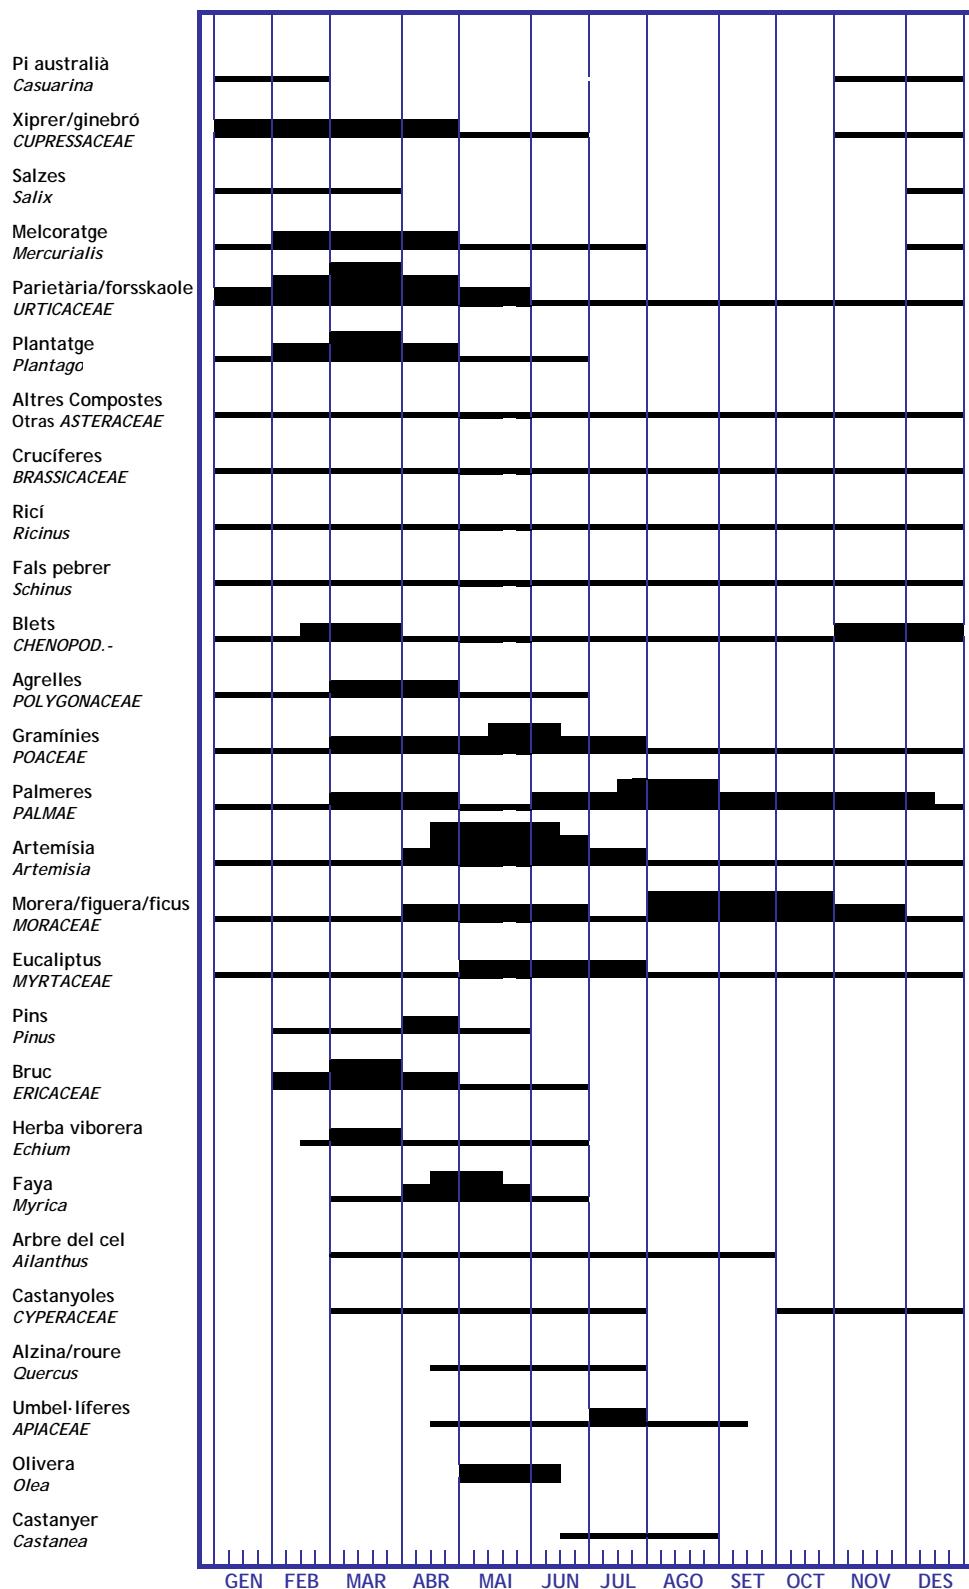 Pi australià
Casuarina
Xiprer/ginebró
CUPRESSACEAE
Salzes
Salix
Melcoratge
Mercurialis
Parietària/forsskaole
URTICACEAE
Plantatge
Plantago
Altres Compostes
Otras ASTERACEAE
Crucíferes
BRASSICACEAE
Ricí
Ricinus
Fals pebrer
Schinus
Blets
CHENOPOD.-
Agrelles
POLYGONACEAE
Gramínies
POACEAE
Palmeres
PALMAE
Artemísia
Artemisia
Morera/figuera/ficus
MORACEAE
Eucaliptus
MYRTACEAE
Pins
Pinus
Bruc
ERICACEAE
Herba viborera
Echium
Faya
Myrica
Arbre del cel
Ailanthus
Castanyoles
CYPERACEAE
Alzina/roure
Quercus
Umbel·líferes
APIACEAE
Olivera
Olea
Castanyer
Castanea
GEN FEB MAR ABR MAI JUN JUL AGO SET OCT NOV DES